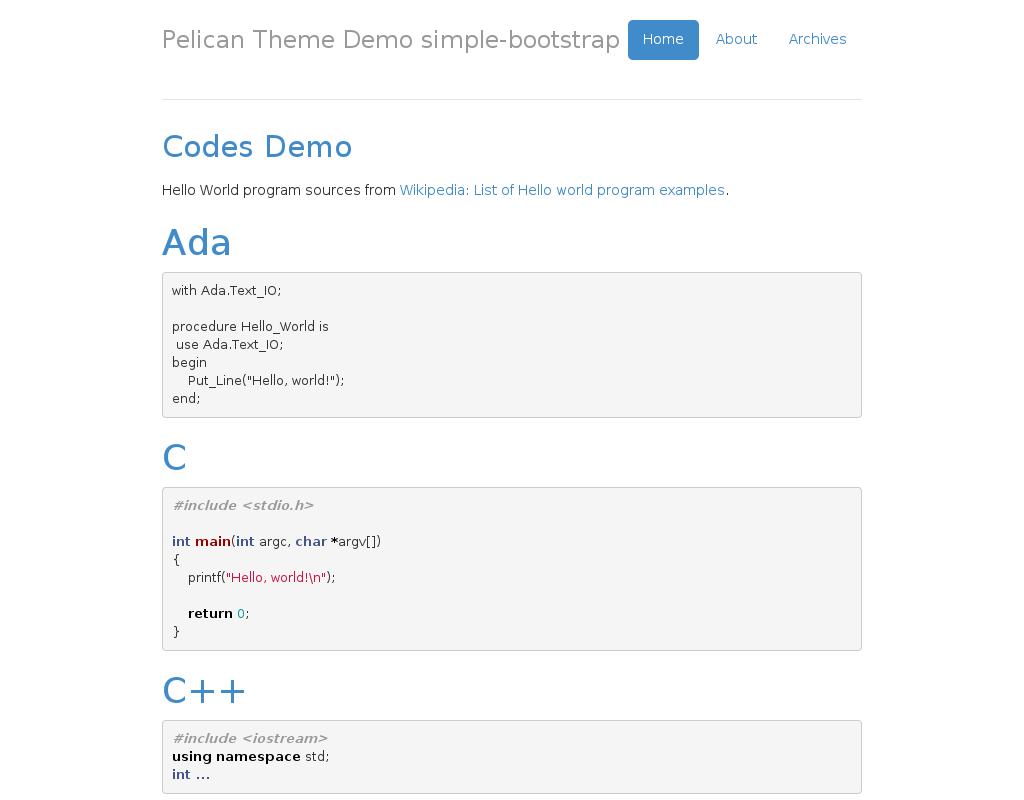 Pelican Theme Demo simple-bootstrap Home About Archives
Codes Demo
Hello World program sources from Wikipedia: List of Hello world program examples.
Ada
with Ada.Text_IO;
procedure Hello_World is
 use Ada.Text_IO;
begin
    Put_Line("Hello, world!");
end;
C
#include <stdio.h>
int main(int argc, char *argv[])
{
    printf("Hello, world!\n");
    return 0;
}
C++
#include <iostream>
using namespace std;
int ...